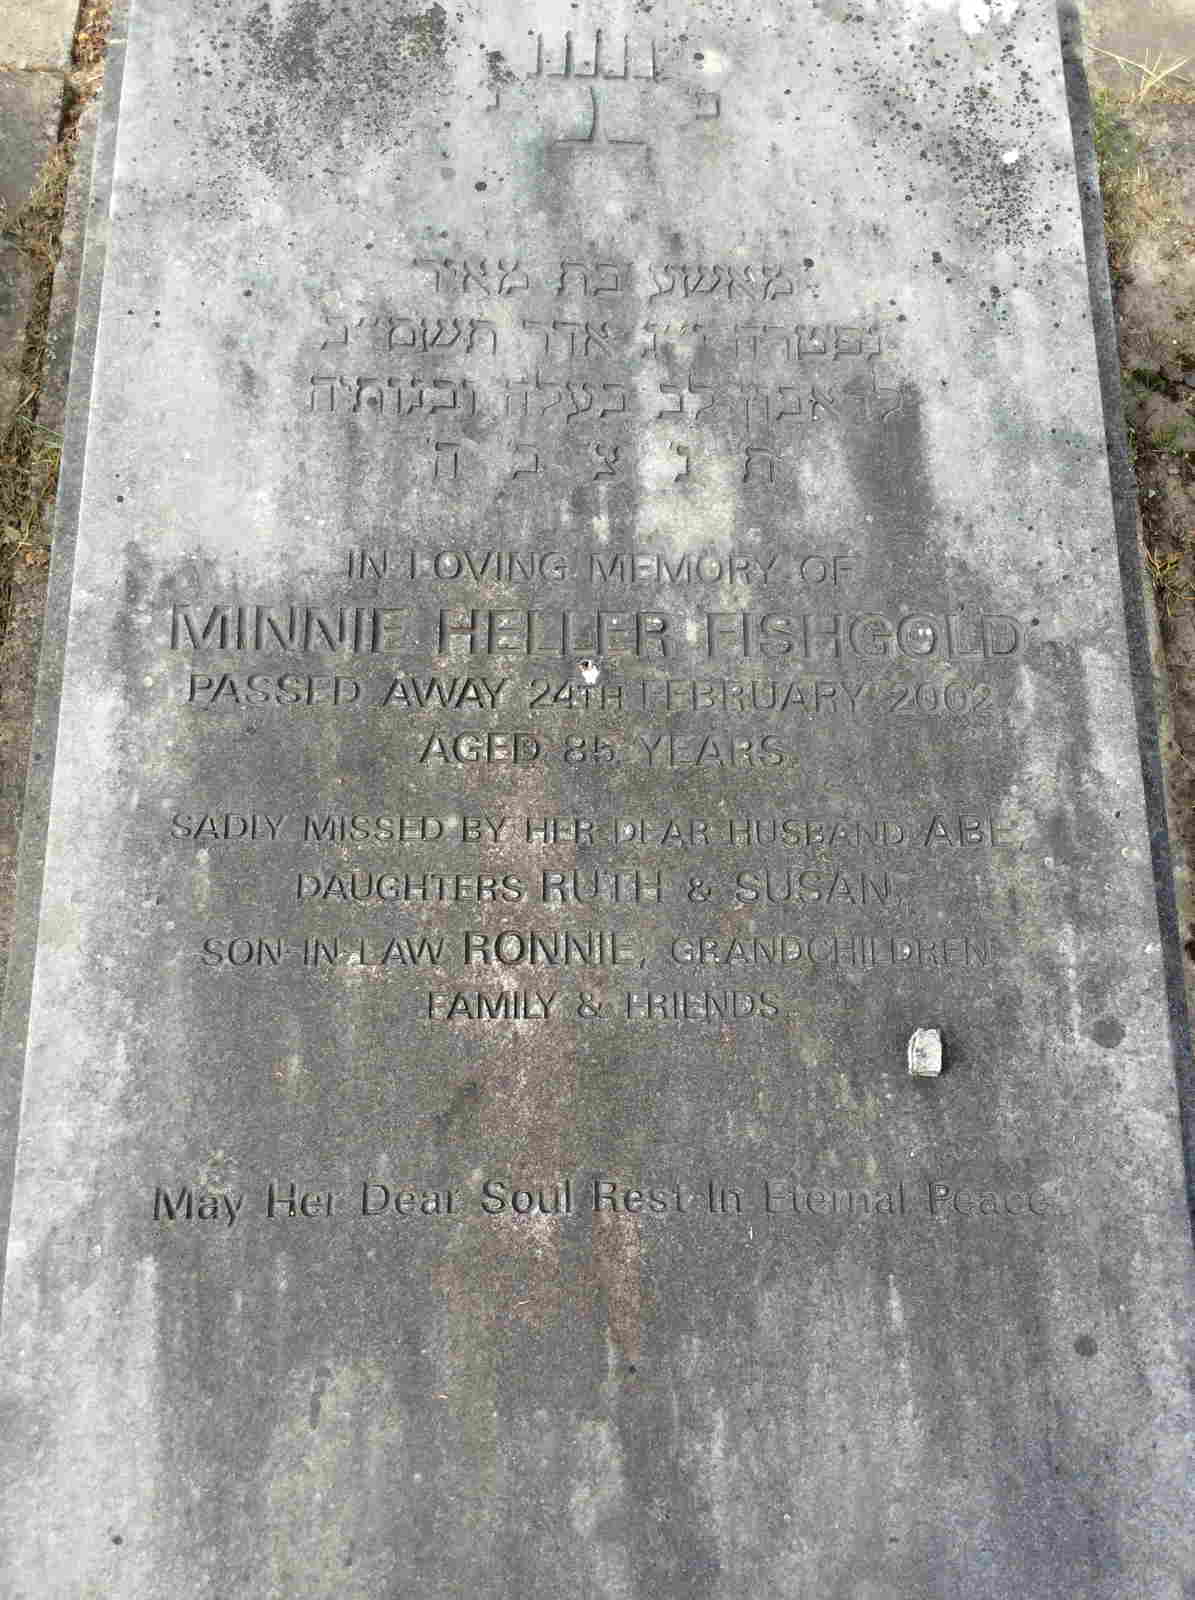 פ נ
מאשע בת מאיר
נפטרה י״ג אדר תשס״ב
לדאבון לב בעלה ובנותיה
ת׳ נ׳ צ׳ ב׳ ה׳
IN LOVING MEMORY OF
MINNIE HELLER FISHGOLD
PASSED AWAY 24TH FEBRUARY 2002
AGED 85 YEARS
SADLY MISSED BY HER DEAR HUSBAND ABE,
DAUGHTERS RUTH & SUSAN,
SON-IN-LAW RONNIE, GRANDCHILDREN
FAMILY & FRIENDS
May Her Dear Soul Rest In Eternal Peace.